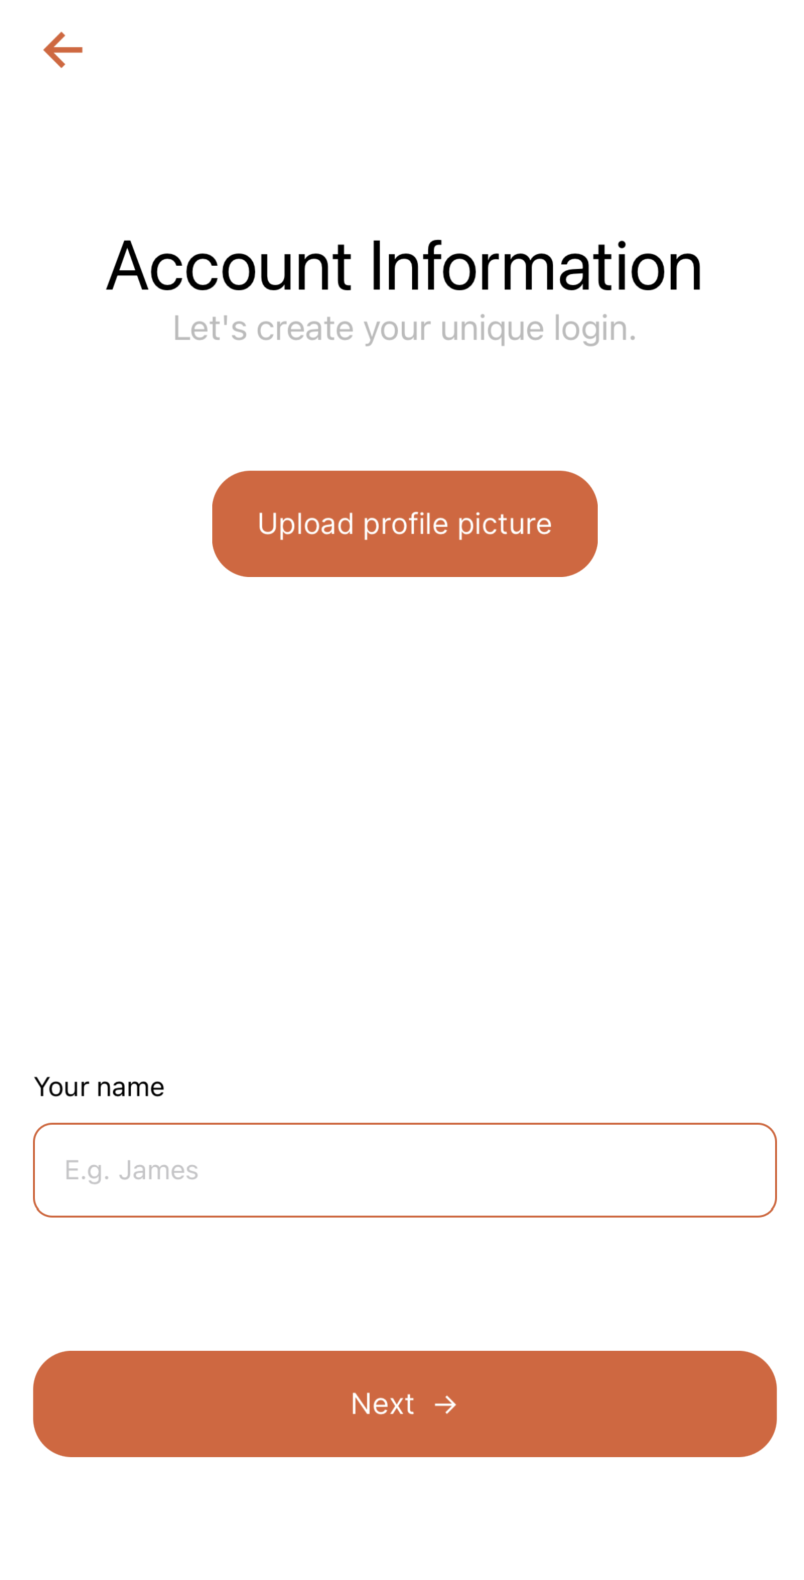 Account Information
Let's create your unique login.
Upload profile picture
Your name
E.g. James
Next →